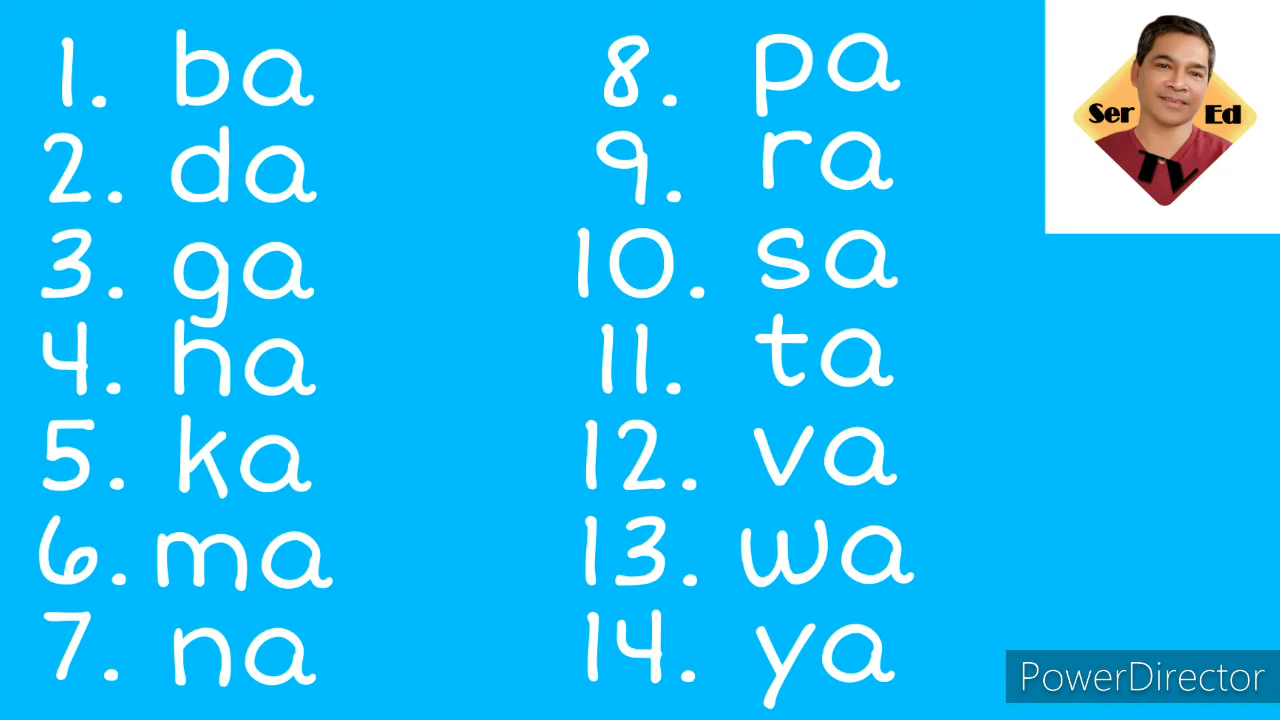 1. ba
2. da
3. ga
4. ha
5. ka
6. ma
7. na
8. pa
9. ra
10. sa
11. ta
12. va
13. wa
14. ya
Ser Ed
TV
PowerDirector